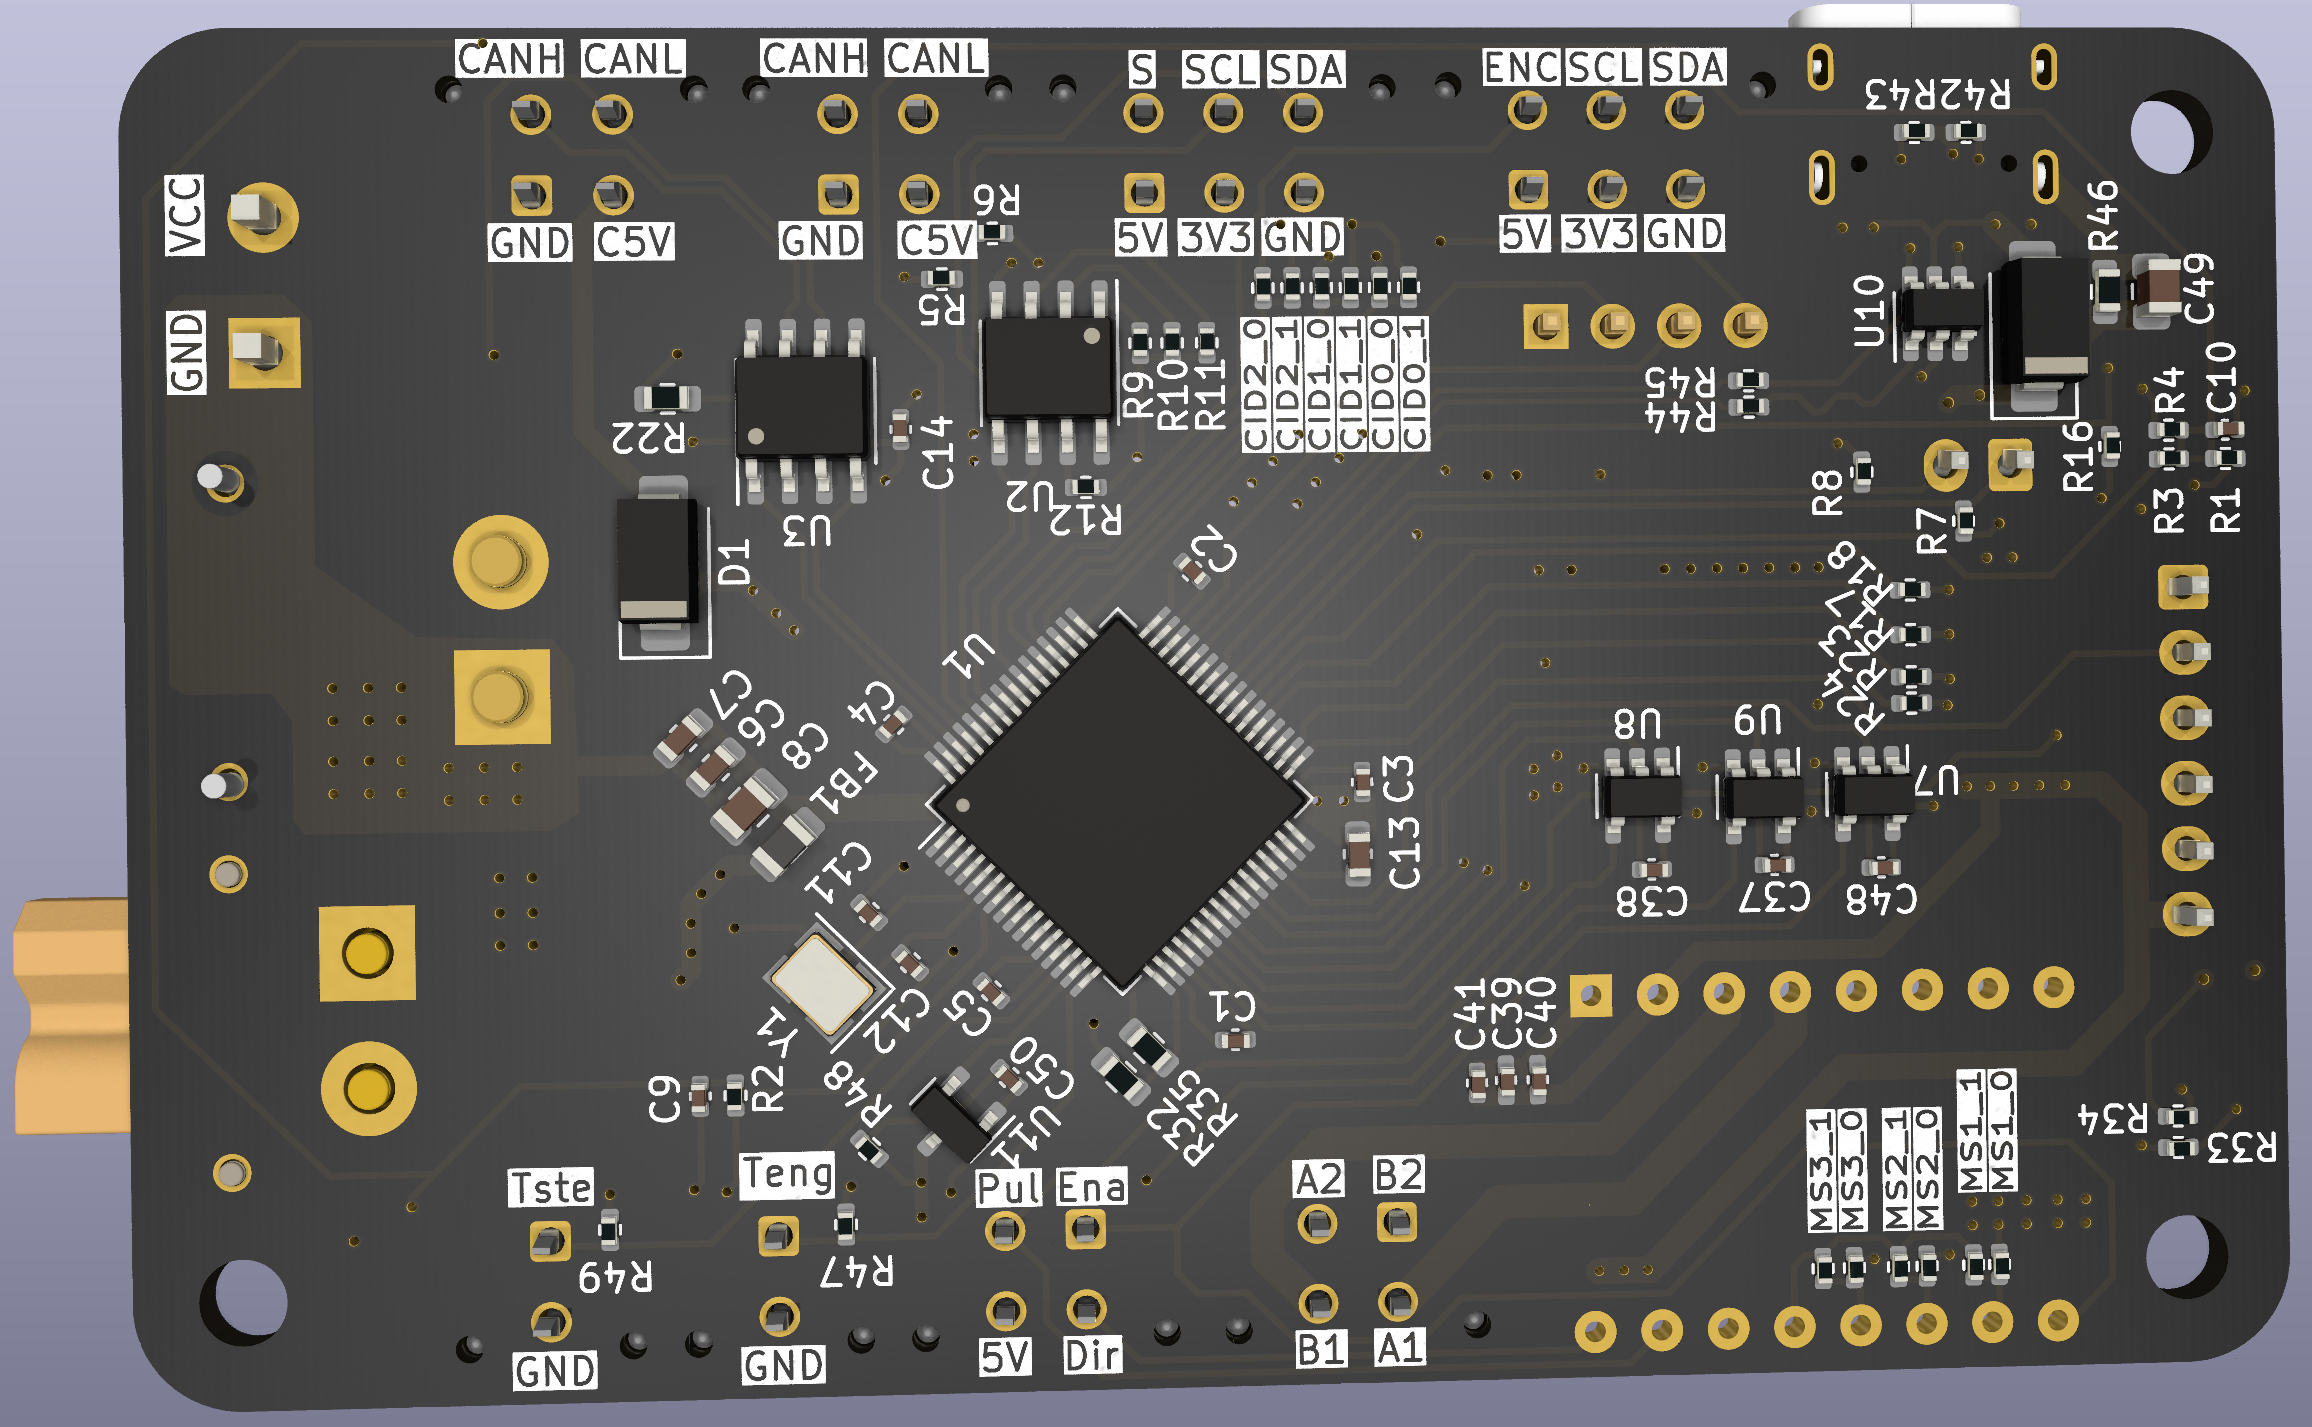 CANH CANL CANH CANL S SCL SDA ENC SCL SDA
R43 R42
VCC
GND C5V GND C5V 5V 3V3 GND 5V 3V3 GND
R6
R46
GND
R5
U10
C49
R22
C14
R9
R10
R11
CID2_0
CID2_1
CID1_0
CID1_1
CID0_0
CID0_1
R45
R44
R4
C10
R16
R8
R3
R1
U3
U2
R12
R7
D1
C2
R18
R17
R23
R24
U1
C7
C6
C8
FB1
C4
U8
U9
U7
C3
C13
C11
C38
C37
C48
Y1
C12
C5
C1
C41
C39
C40
C9
R2
R48
C50
U11
R32
R35
MS3_1
MS3_0
MS2_1
MS2_0
MS1_1
MS1_0
R34
R33
Tste Teng Pul Ena A2 B2
R49
R47
GND GND 5V Dir B1 A1